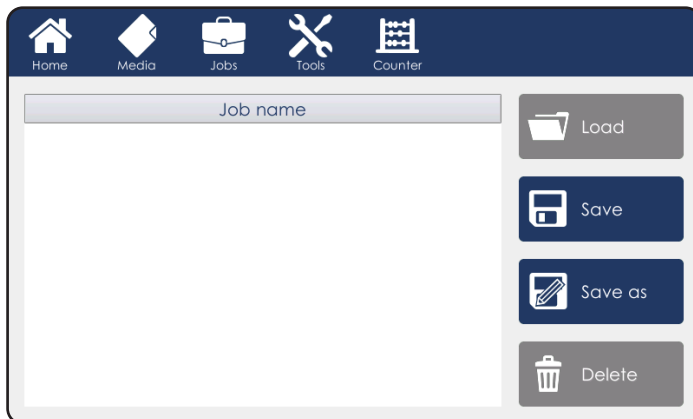 Home Media Jobs Tools Counter
Job name
Load
Save
Save as
Delete